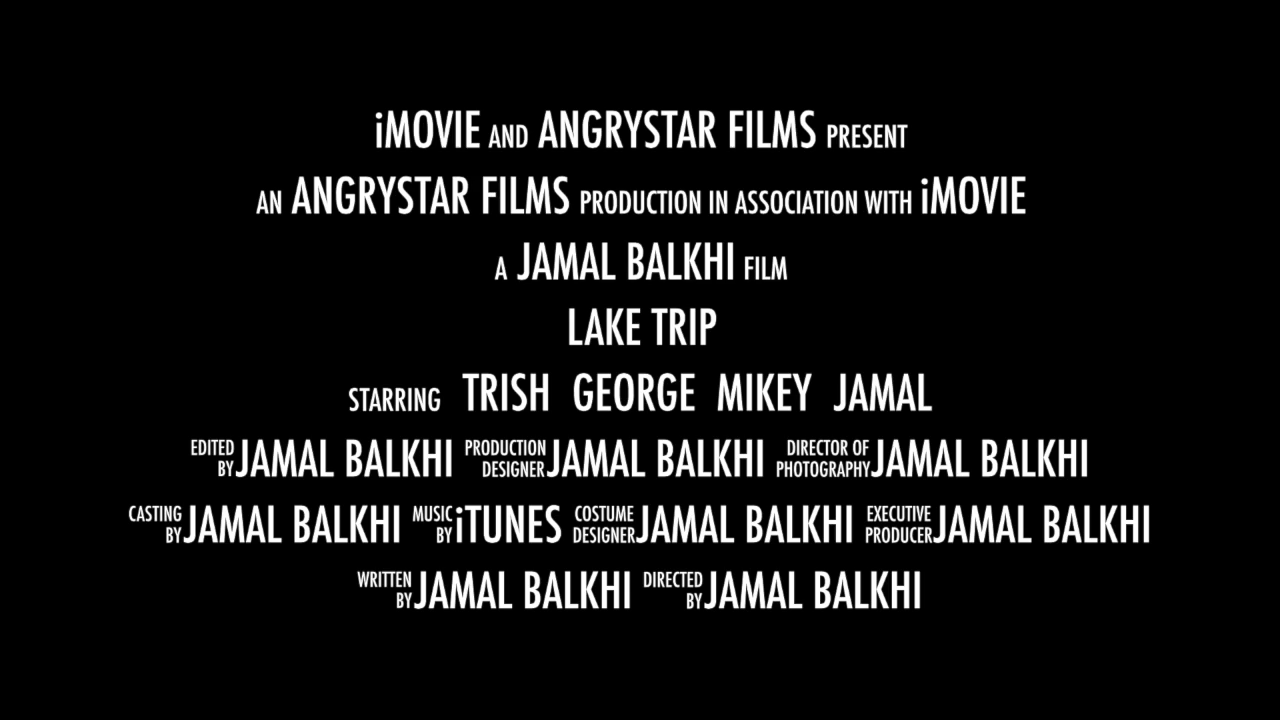 iMOVIE AND ANGRYSTAR FILMS PRESENT
AN ANGRYSTAR FILMS PRODUCTION IN ASSOCIATION WITH iMOVIE
A JAMAL BALKHI FILM
LAKE TRIP
STARRING TRISH GEORGE MIKEY JAMAL
EDITED BY JAMAL BALKHI PRODUCTION DESIGNER JAMAL BALKHI DIRECTOR OF PHOTOGRAPHY JAMAL BALKHI
CASTING BY JAMAL BALKHI MUSIC BY iTUNES COSTUME DESIGNER JAMAL BALKHI EXECUTIVE PRODUCER JAMAL BALKHI
WRITTEN BY JAMAL BALKHI DIRECTED BY JAMAL BALKHI